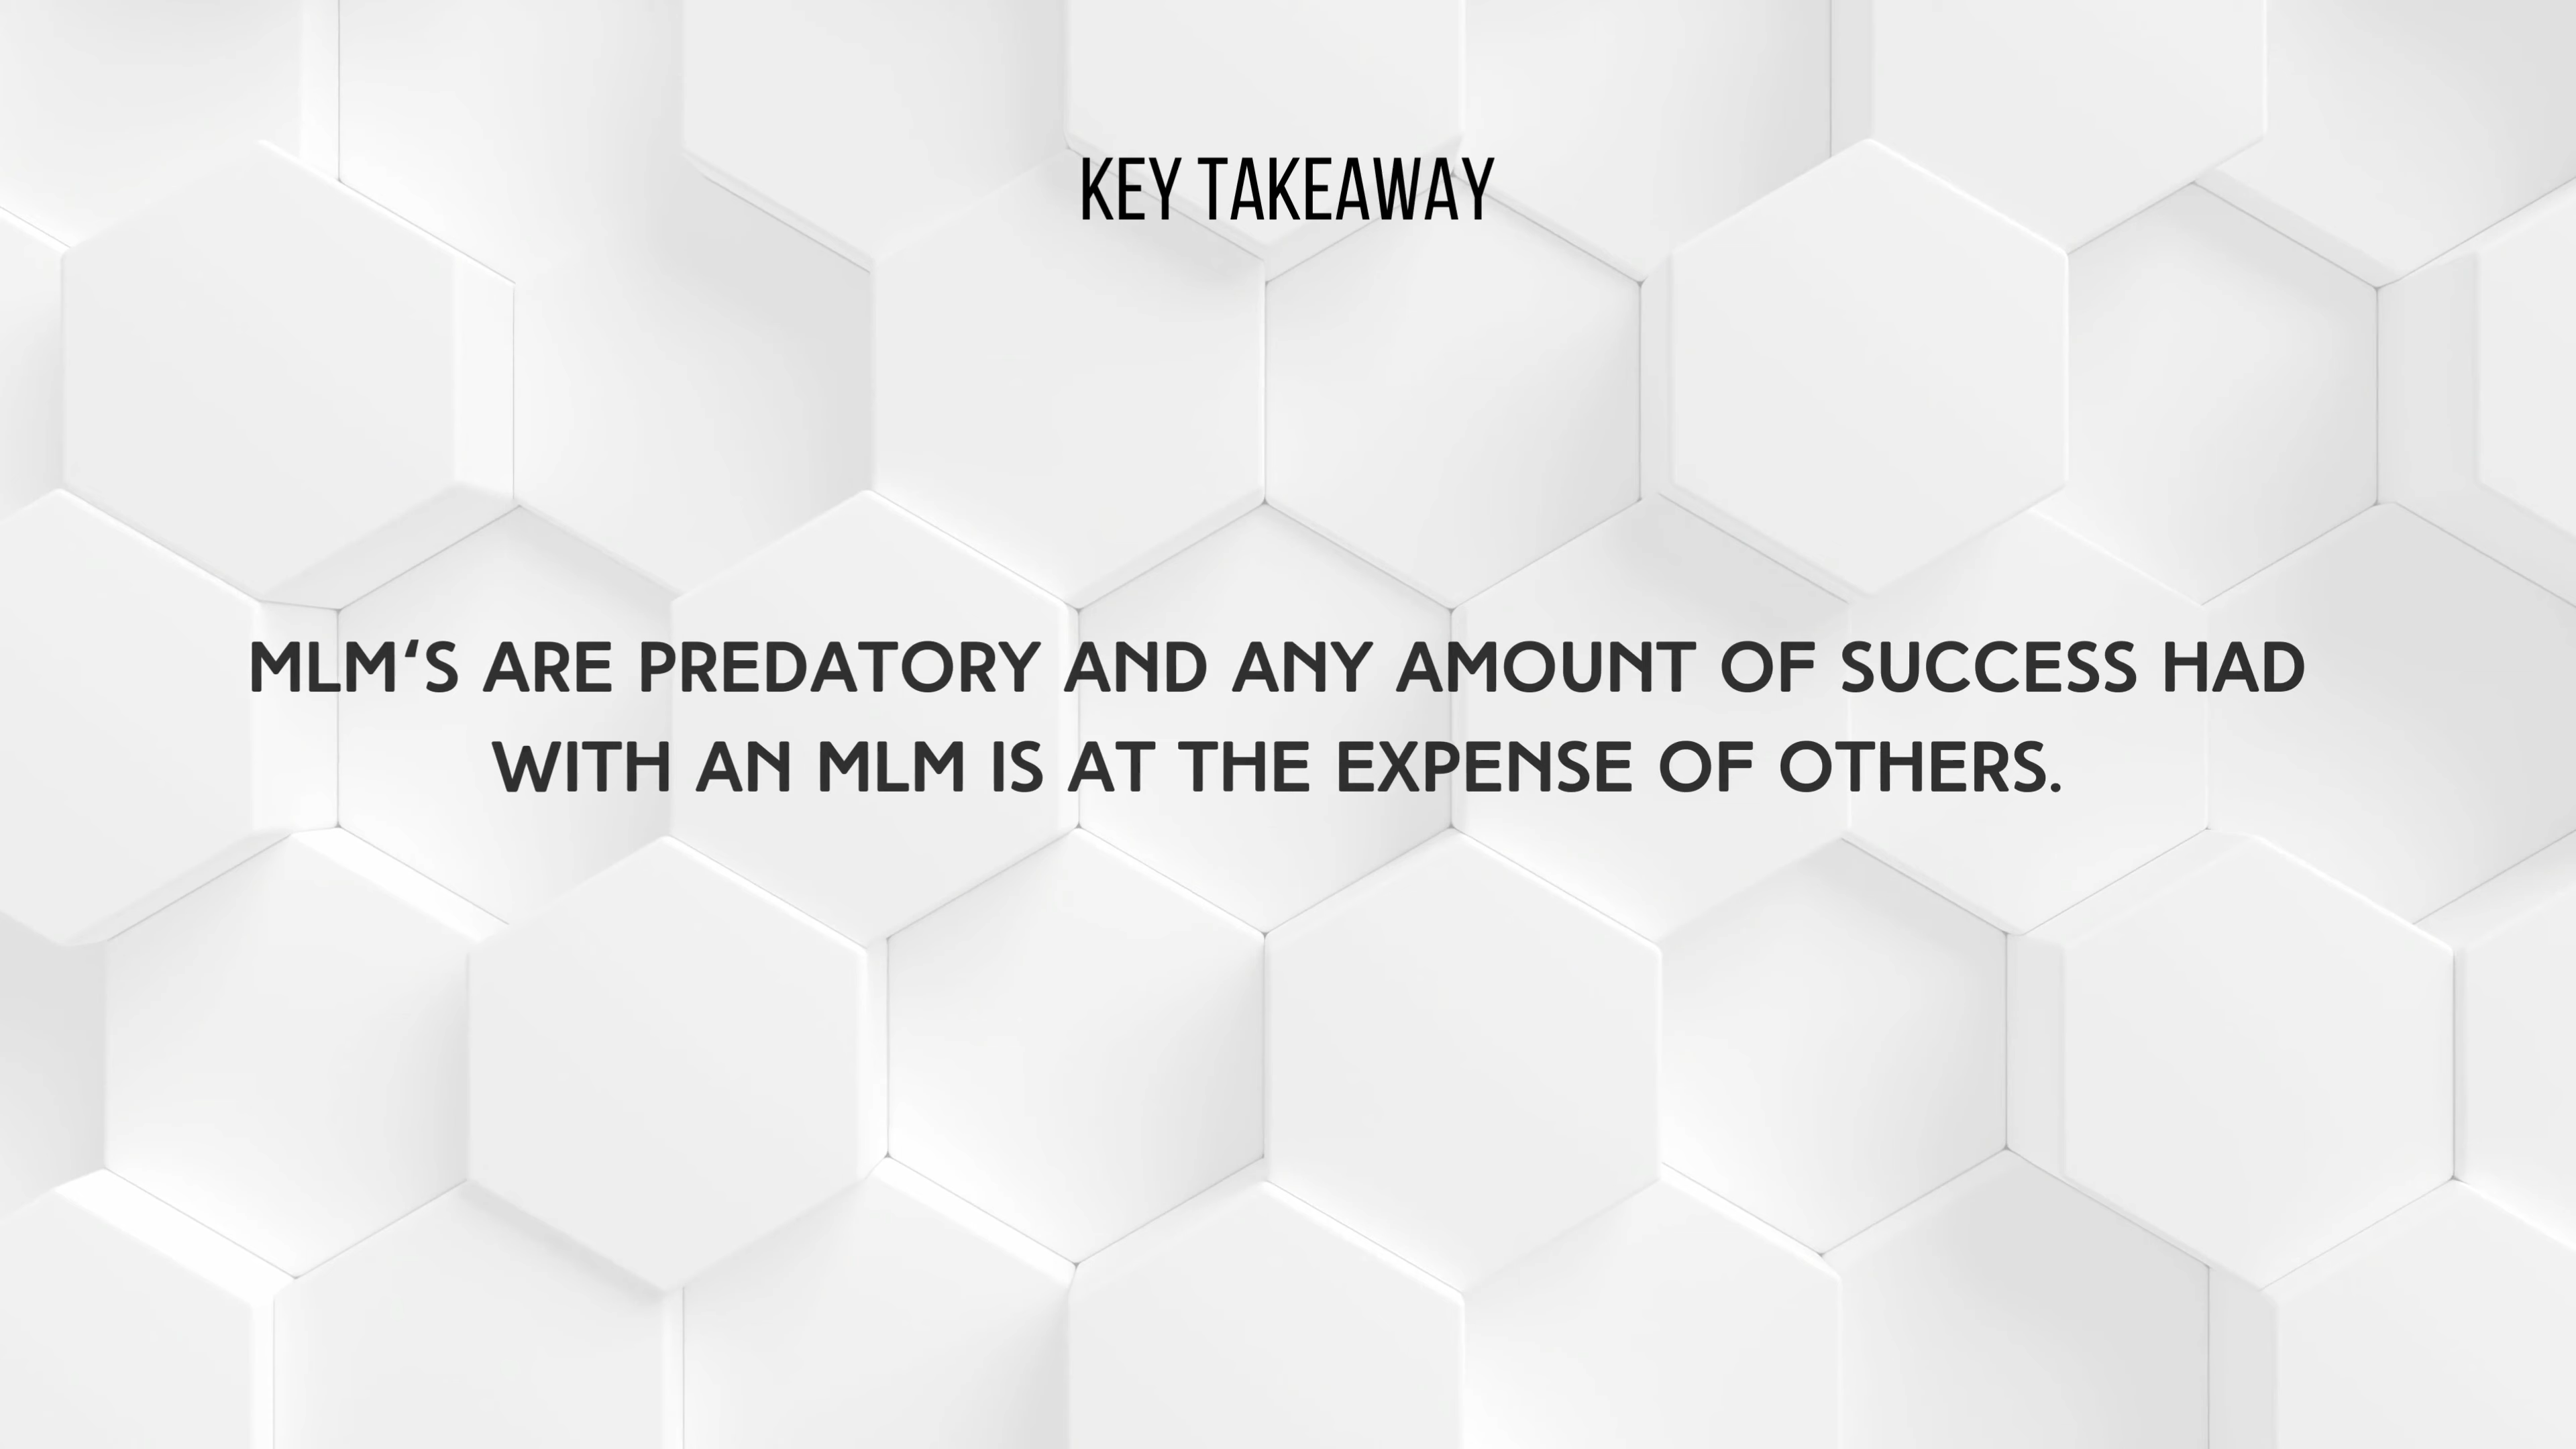 KEY TAKEAWAY
MLM‘S ARE PREDATORY AND ANY AMOUNT OF SUCCESS HAD
WITH AN MLM IS AT THE EXPENSE OF OTHERS.